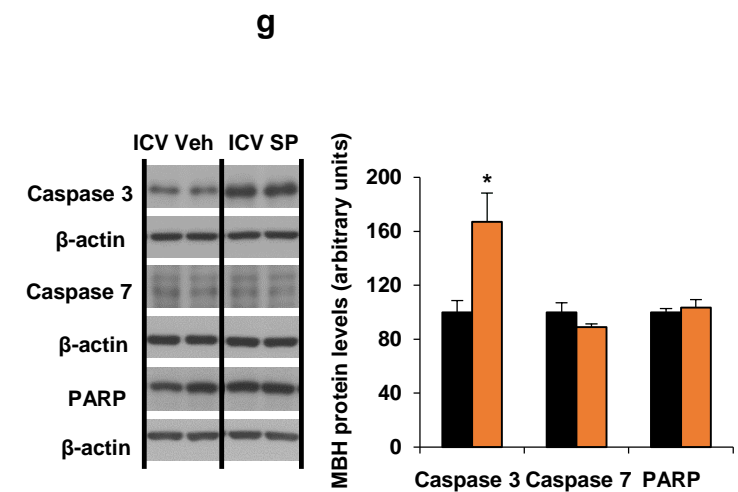 g
ICV Veh ICV SP
Caspase 3
β-actin
Caspase 7
β-actin
PARP
β-actin
MBH protein levels (arbitrary units)
200
160
120
80
40
0
*
Caspase 3 Caspase 7 PARP